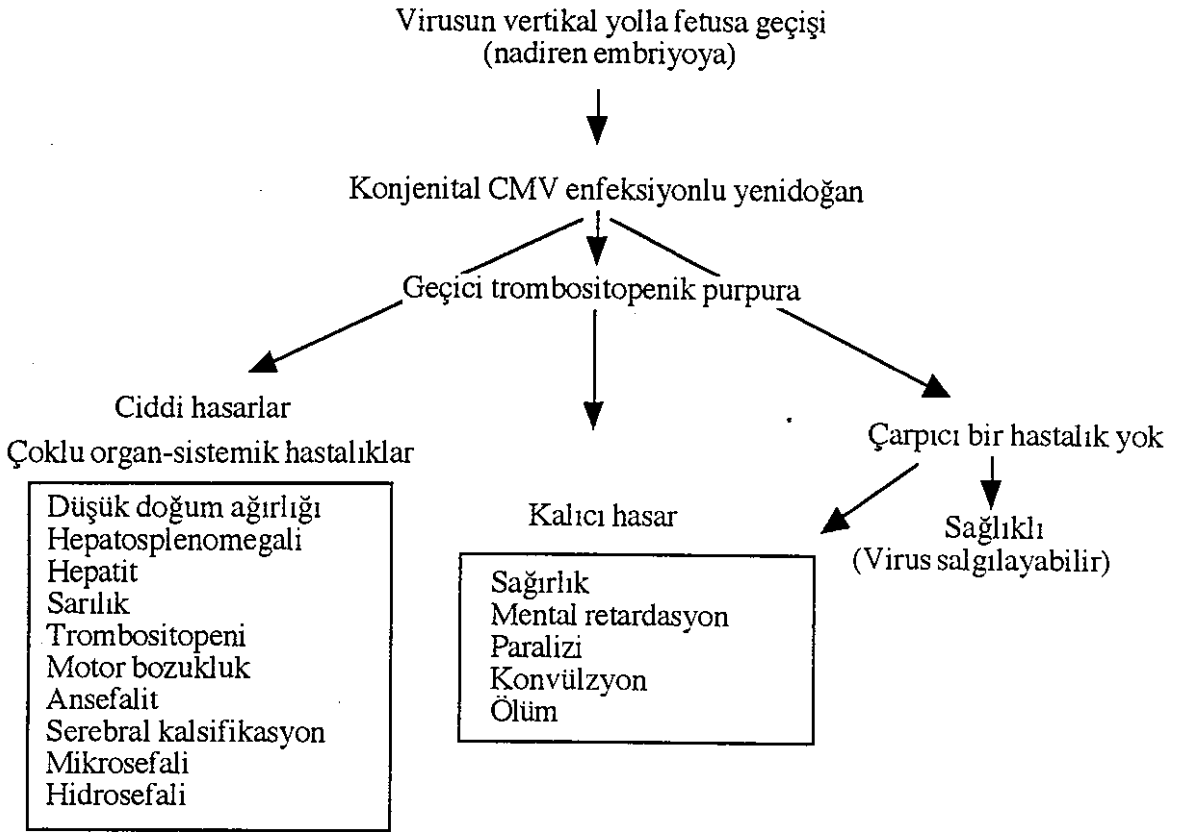 Virusun vertikal yolla fetusa geçişi
(nadiren embriyoya)
Konjenital CMV enfeksiyonlu yenidoğan
Geçici trombositopenik purpura
Ciddi hasarlar
Çoklu organ-sistemik hastalıklar
Düşük doğum ağırlığı
Hepatosplenomegali
Hepatit
Sarılık
Trombositopeni
Motor bozukluk
Ansefalit
Serebral kalsifikasyon
Mikrosefali
Hidrosefali
Kalıcı hasar
Sağırlık
Mental retardasyon
Paralizi
Konvülzyon
Ölüm
Çarpıcı bir hastalık yok
Sağlıklı
(Virus salgılayabilir)